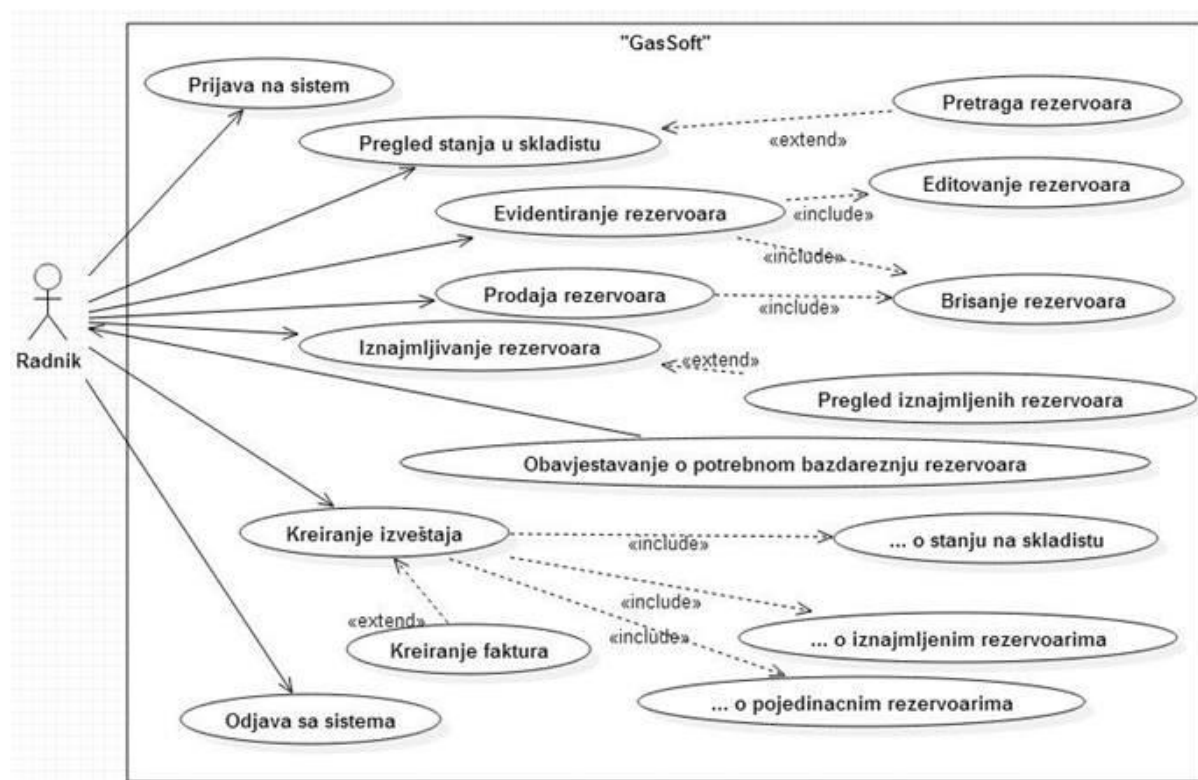 "GasSoft"
Prijava na sistem
Pretraga rezervoara
Pregled stanja u skladistu
«extend»
Editovanje rezervoara
Evidentiranje rezervoara
«include»
«include»
Prodaja rezervoara
«include»
Brisanje rezervoara
Radnik
Iznajmljivanje rezervoara
«extend»
Pregled iznajmljenih rezervoara
Obavjestavanje o potrebnom bazdareznju rezervoara
Kreiranje izveštaja
«include»
... o stanju na skladistu
«include»
«extend»
«include»
... o iznajmljenim rezervoarima
Kreiranje faktura
... o pojedinacnim rezervoarima
Odjava sa sistema